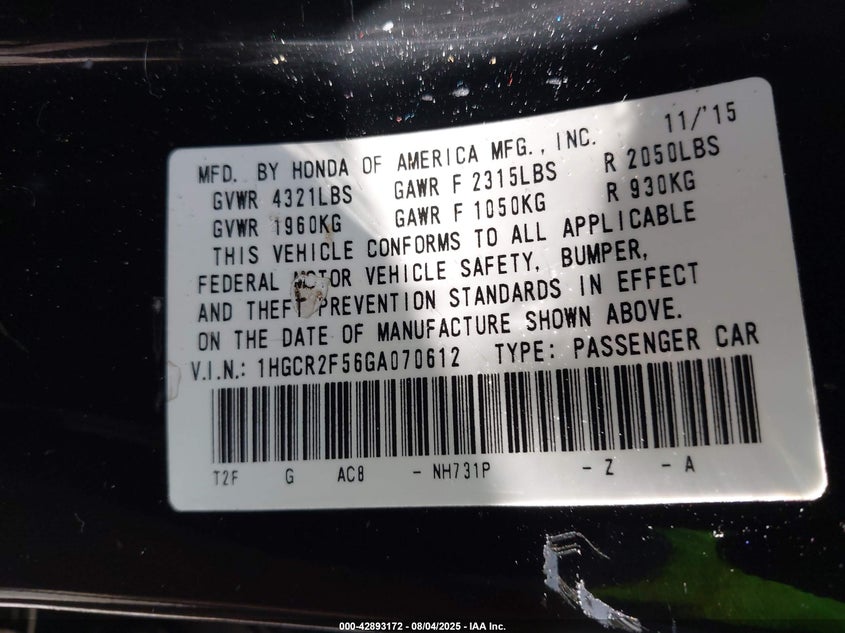 11/'15
MFD. BY HONDA OF AMERICA MFG., INC.
GVWR 4321LBS GAWR F 2315LBS R 2050LBS
GVWR 1960KG GAWR F 1050KG R 930KG
THIS VEHICLE CONFORMS TO ALL APPLICABLE
FEDERAL MOTOR VEHICLE SAFETY, BUMPER,
AND THEFT PREVENTION STANDARDS IN EFFECT
ON THE DATE OF MANUFACTURE SHOWN ABOVE.
V.I.N.: 1HGCR2F56GA070612 TYPE: PASSENGER CAR
T2F G AC8 - NH731P - Z - A
000-42893172 - 08/04/2025 - IAA Inc.